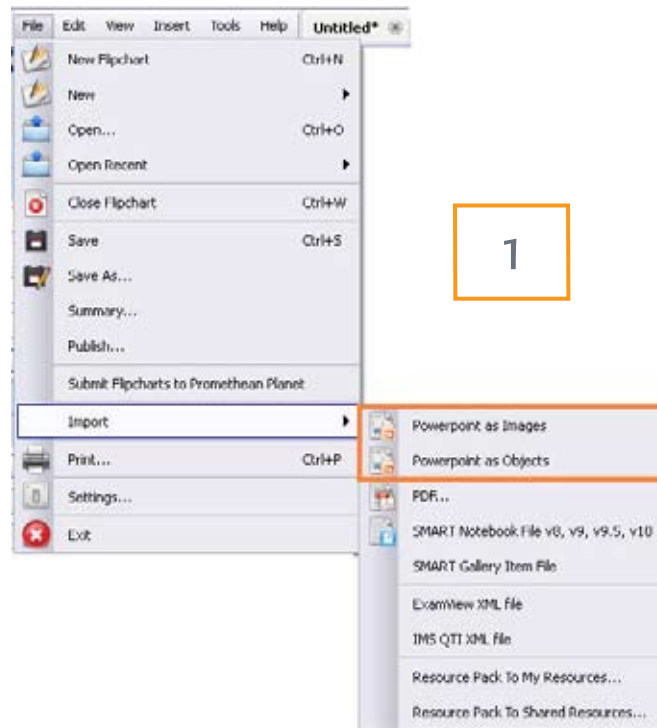 File Edit View Insert Tools Help Untitled*
New Flipchart Ctrl+N
New
Open... Ctrl+O
Open Recent
Close Flipchart Ctrl+W
Save Ctrl+S
Save As...
Summary...
Publish...
Submit Flipcharts to Promethean Planet
Import
Print... Ctrl+P
Settings...
Exit
1
Powerpoint as Images
Powerpoint as Objects
PDF...
SMART Notebook File v8, v9, v9.5, v10
SMART Gallery Item File
ExamView XML file
IMS QTI XML file
Resource Pack To My Resources...
Resource Pack To Shared Resources...